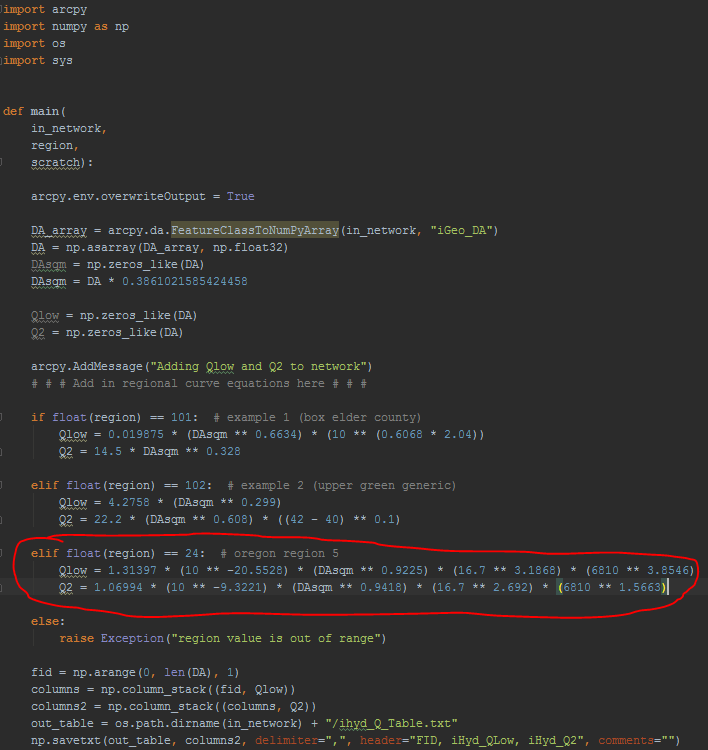 import arcpy
import numpy as np
import os
import sys
def main(
in_network,
region,
scratch):
arcpy.env.overwriteOutput = True
DA_array = arcpy.da.FeatureClassToNumPyArray(in_network, "iGeo_DA")
DA = np.asarray(DA_array, np.float32)
DAsqm = np.zeros_like(DA)
DAsqm = DA * 0.3861021585424458
Qlow = np.zeros_like(DA)
Q2 = np.zeros_like(DA)
arcpy.AddMessage("Adding Qlow and Q2 to network")
# # # Add in regional curve equations here # # #
if float(region) == 101:  # example 1 (box elder county)
Qlow = 0.019875 * (DAsqm ** 0.6634) * (10 ** (0.6068 * 2.04))
Q2 = 14.5 * DAsqm ** 0.328
elif float(region) == 102:  # example 2 (upper green generic)
Qlow = 4.2758 * (DAsqm ** 0.299)
Q2 = 22.2 * (DAsqm ** 0.608) * ((42 - 40) ** 0.1)
elif float(region) == 24:  # oregon region 5
Qlow = 1.31397 * (10 ** -20.5528) * (DAsqm ** 0.9225) * (16.7 ** 3.1868) * (6810 ** 3.8546)
Q2 = 1.06994 * (10 ** -9.3221) * (DAsqm ** 0.9418) * (16.7 ** 2.692) * (6810 ** 1.5663)
else:
raise Exception("region value is out of range")
fid = np.arange(0, len(DA), 1)
columns = np.column_stack((fid, Qlow))
columns2 = np.column_stack((columns, Q2))
out_table = os.path.dirname(in_network) + "/ihyd_Q_Table.txt"
np.savetxt(out_table, columns2, delimiter=",", header="FID, iHyd_QLow, iHyd_Q2", comments="")